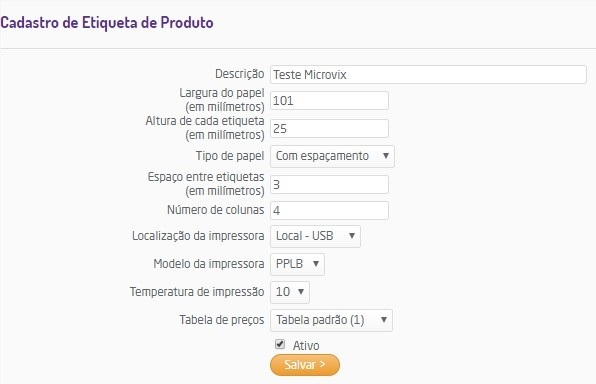 Cadastro de Etiqueta de Produto
Descrição Teste Microvix
Largura do papel
(em milímetros) 101
Altura de cada etiqueta
(em milímetros) 25
Tipo de papel Com espaçamento
Espaço entre etiquetas
(em milímetros) 3
Número de colunas 4
Localização da impressora Local - USB
Modelo da impressora PPLB
Temperatura de impressão 10
Tabela de preços Tabela padrão (1)
Ativo
Salvar >